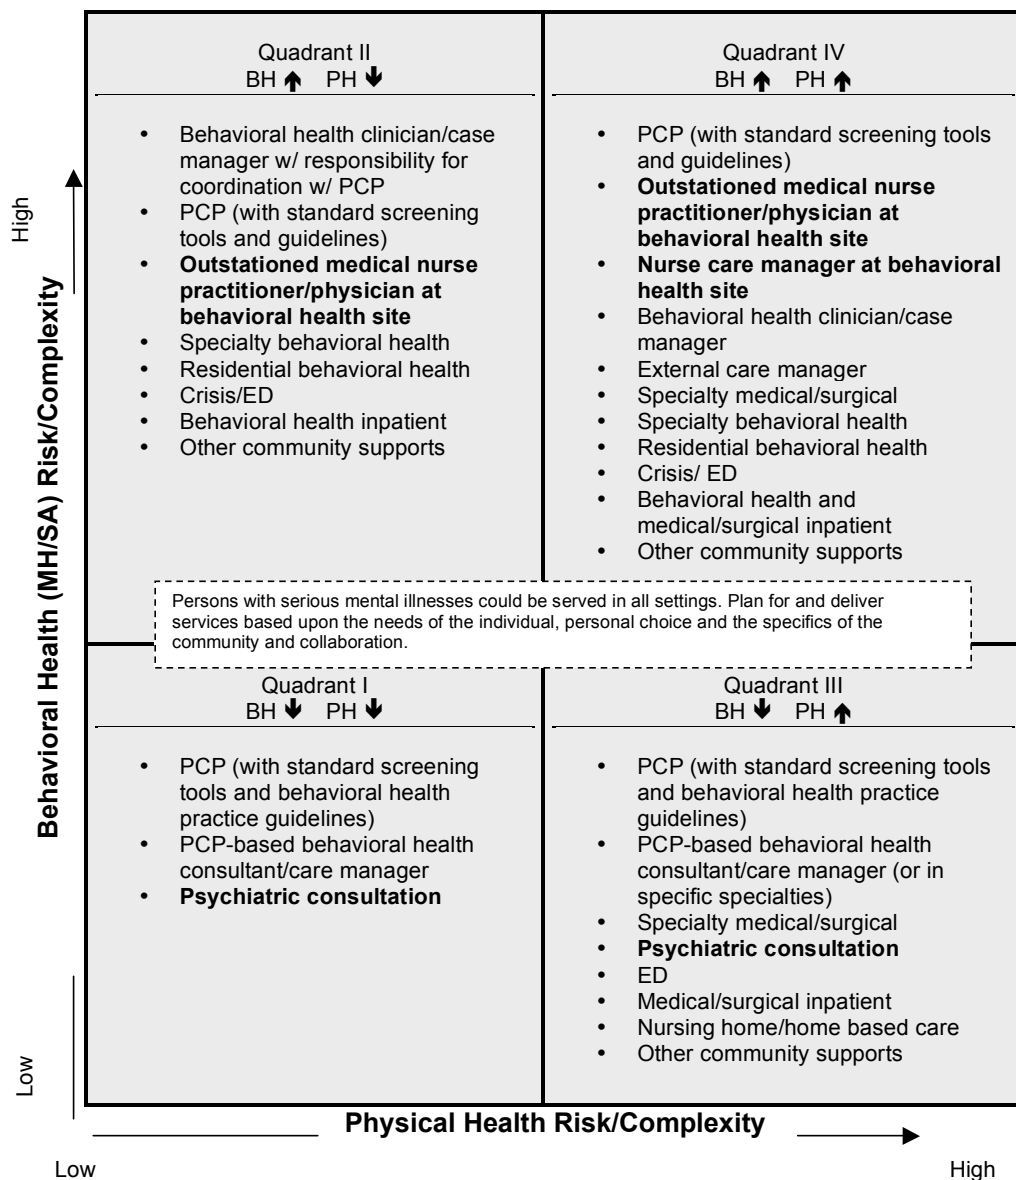 Quadrant II
BH ↑ PH ↓
• Behavioral health clinician/case
manager w/ responsibility for
coordination w/ PCP
• PCP (with standard screening
tools and guidelines)
• Outstationed medical nurse
practitioner/physician at
behavioral health site
• Specialty behavioral health
• Residential behavioral health
• Crisis/ED
• Behavioral health inpatient
• Other community supports
Quadrant IV
BH ↑ PH ↑
• PCP (with standard screening tools
and guidelines)
• Outstationed medical nurse
practitioner/physician at
behavioral health site
• Nurse care manager at behavioral
health site
• Behavioral health clinician/case
manager
• External care manager
• Specialty medical/surgical
• Specialty behavioral health
• Residential behavioral health
• Crisis/ ED
• Behavioral health and
medical/surgical inpatient
• Other community supports
Persons with serious mental illnesses could be served in all settings. Plan for and deliver
services based upon the needs of the individual, personal choice and the specifics of the
community and collaboration.
Quadrant I
BH ↓ PH ↓
• PCP (with standard screening
tools and behavioral health
practice guidelines)
• PCP-based behavioral health
consultant/care manager
• Psychiatric consultation
Quadrant III
BH ↓ PH ↑
• PCP (with standard screening tools
and behavioral health practice
guidelines)
• PCP-based behavioral health
consultant/care manager (or in
specific specialties)
• Specialty medical/surgical
• Psychiatric consultation
• ED
• Medical/surgical inpatient
• Nursing home/home based care
• Other community supports
High
Behavioral Health (MH/SA) Risk/Complexity
Low
Physical Health Risk/Complexity
Low
High